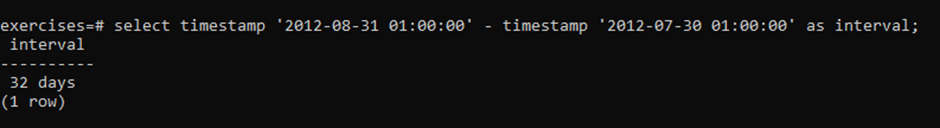 exercises=# select timestamp '2012-08-31 01:00:00' - timestamp '2012-07-30 01:00:00' as interval;
 interval
----------
 32 days
(1 row)